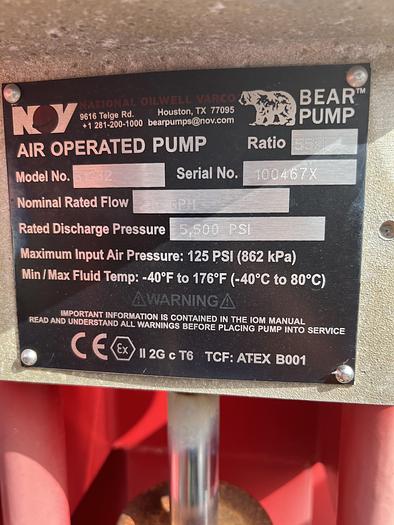 NOV NATIONAL OILWELL VARCO BEAR™ PUMP
9616 Telge Rd. Houston, TX 77095
+1 281-200-1000 bearpumps@nov.com
AIR OPERATED PUMP Ratio
Model No. Serial No. 100467X
Nominal Rated Flow GPH
Rated Discharge Pressure 5,500 PSI
Maximum Input Air Pressure: 125 PSI (862 kPa)
Min / Max Fluid Temp: -40°F to 176°F (-40°C to 80°C)
⚠WARNING⚠
IMPORTANT INFORMATION IS CONTAINED IN THE IOM MANUAL
READ AND UNDERSTAND ALL WARNINGS BEFORE PLACING PUMP INTO SERVICE
CE Ex II 2G c T6 TCF: ATEX B001